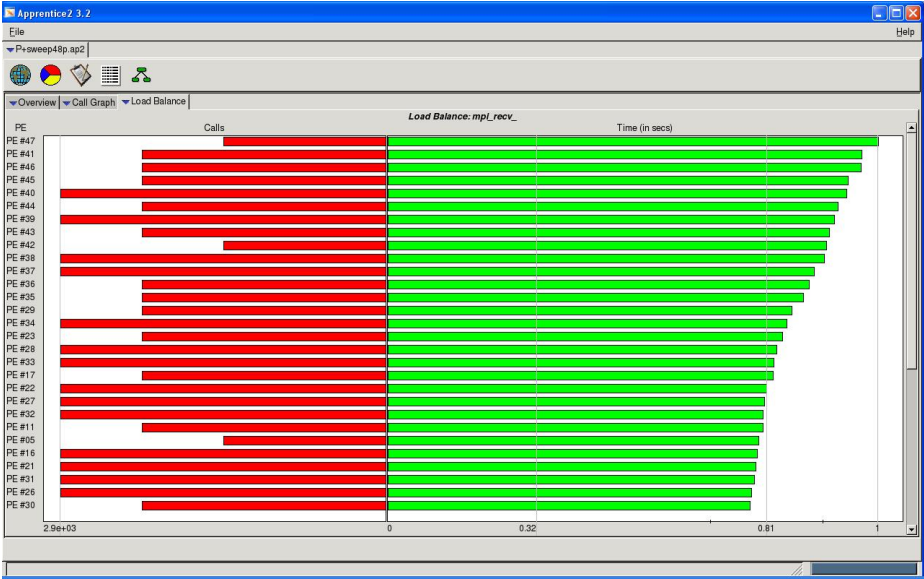 Apprentice2 3.2
File Help
P+sweep48p.ap2
Overview Call Graph Load Balance
Load Balance: mpi_recv_
PE Calls Time (in secs)
PE #47
PE #41
PE #46
PE #45
PE #40
PE #44
PE #39
PE #43
PE #42
PE #38
PE #37
PE #36
PE #35
PE #29
PE #34
PE #23
PE #28
PE #33
PE #17
PE #22
PE #27
PE #32
PE #11
PE #05
PE #16
PE #21
PE #31
PE #26
PE #30
2.9e+03 0 0.32 0.81 1